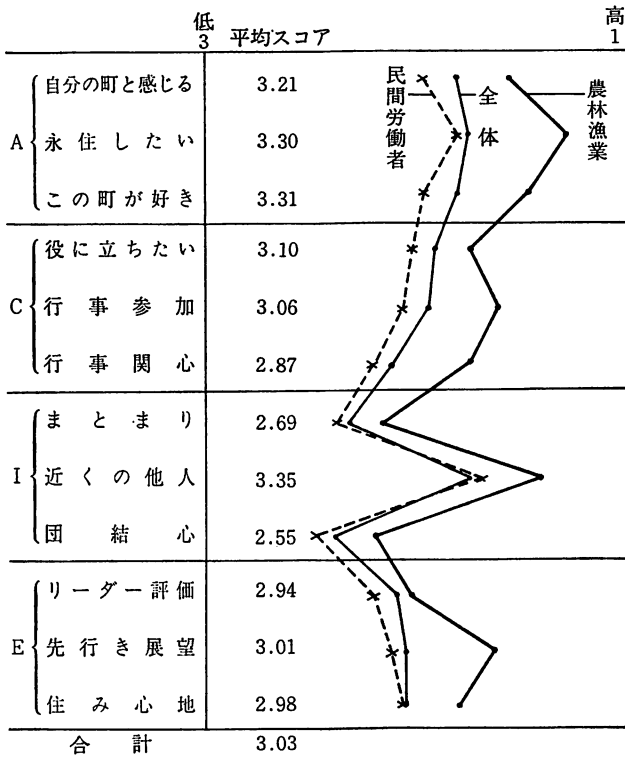 低 高
3 平均スコア 1
A
自分の町と感じる 3.21
永住したい 3.30
この町が好き 3.31
民間労働者
全体
農林漁業
C
役に立ちたい 3.10
行事参加 3.06
行事関心 2.87
I
まとまり 2.69
近くの他人 3.35
団結心 2.55
E
リーダー評価 2.94
先行き展望 3.01
住み心地 2.98
合計 3.03